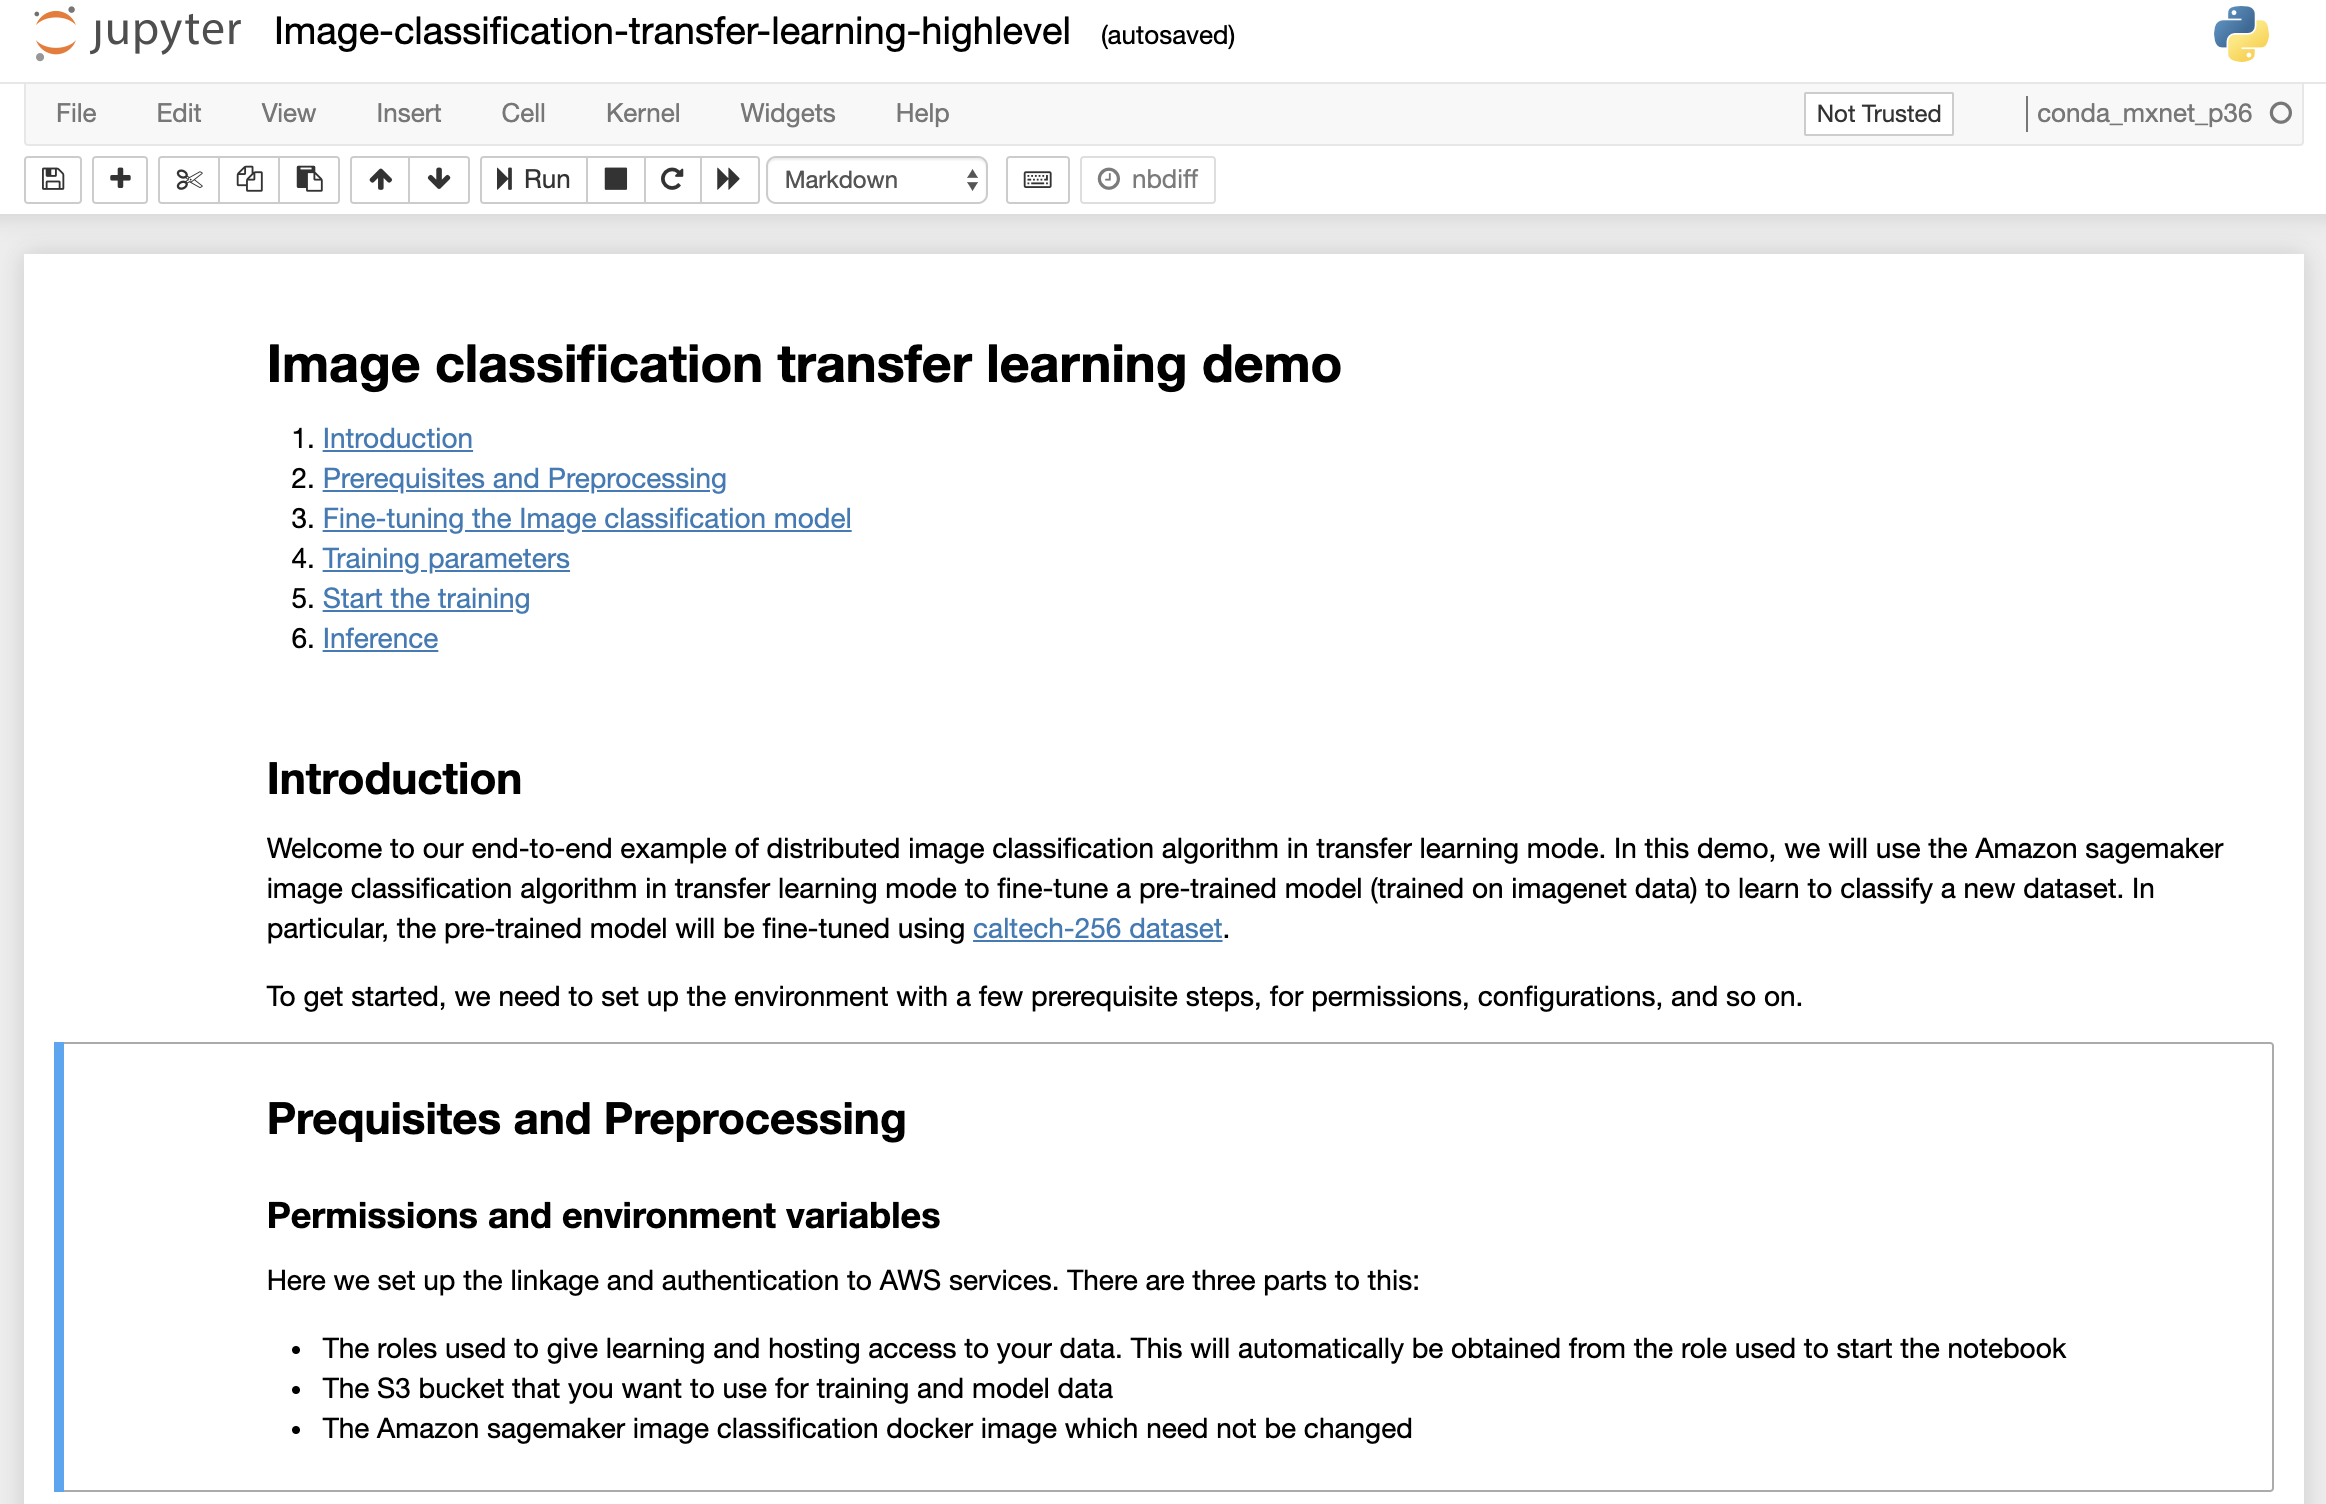 jupyter Image-classification-transfer-learning-highlevel (autosaved)
File Edit View Insert Cell Kernel Widgets Help Not Trusted conda_mxnet_p36
Run Markdown nbdiff
Image classification transfer learning demo
1. Introduction
2. Prerequisites and Preprocessing
3. Fine-tuning the Image classification model
4. Training parameters
5. Start the training
6. Inference
Introduction
Welcome to our end-to-end example of distributed image classification algorithm in transfer learning mode. In this demo, we will use the Amazon sagemaker
image classification algorithm in transfer learning mode to fine-tune a pre-trained model (trained on imagenet data) to learn to classify a new dataset. In
particular, the pre-trained model will be fine-tuned using caltech-256 dataset.
To get started, we need to set up the environment with a few prerequisite steps, for permissions, configurations, and so on.
Prequisites and Preprocessing
Permissions and environment variables
Here we set up the linkage and authentication to AWS services. There are three parts to this:
• The roles used to give learning and hosting access to your data. This will automatically be obtained from the role used to start the notebook
• The S3 bucket that you want to use for training and model data
• The Amazon sagemaker image classification docker image which need not be changed